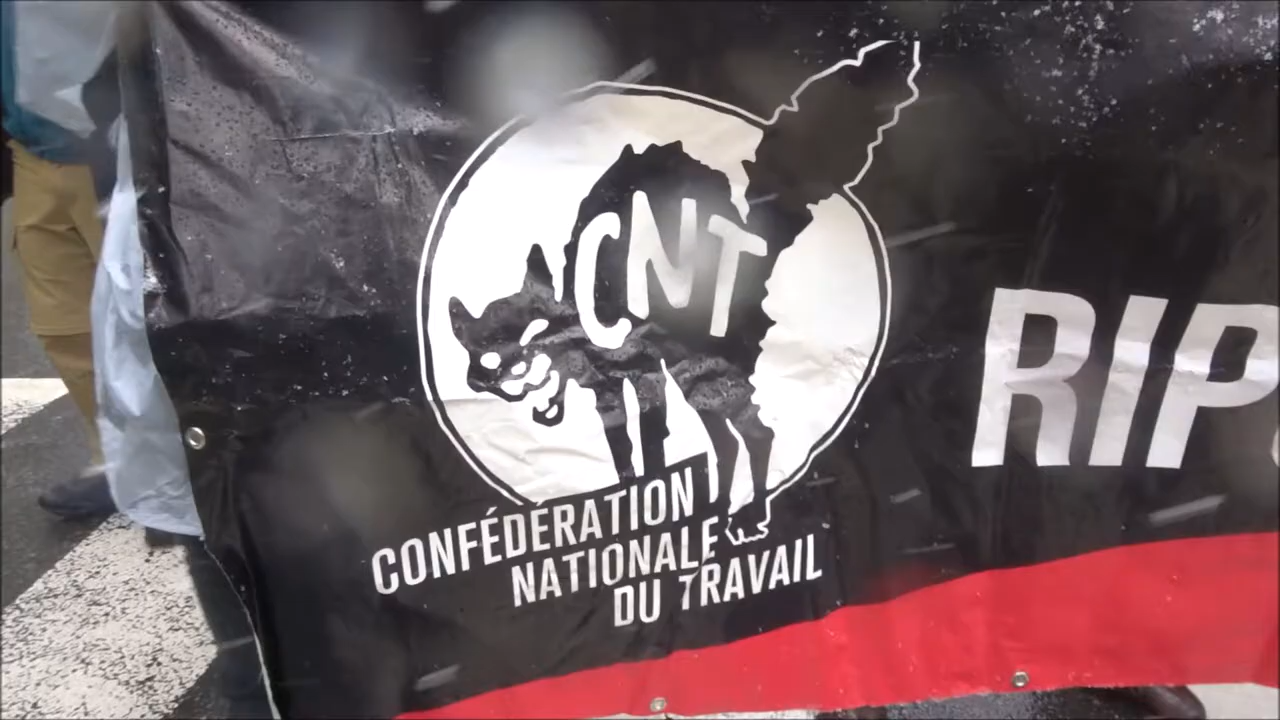 CNT
CONFÉDÉRATION
NATIONALE
DU TRAVAIL
RIP